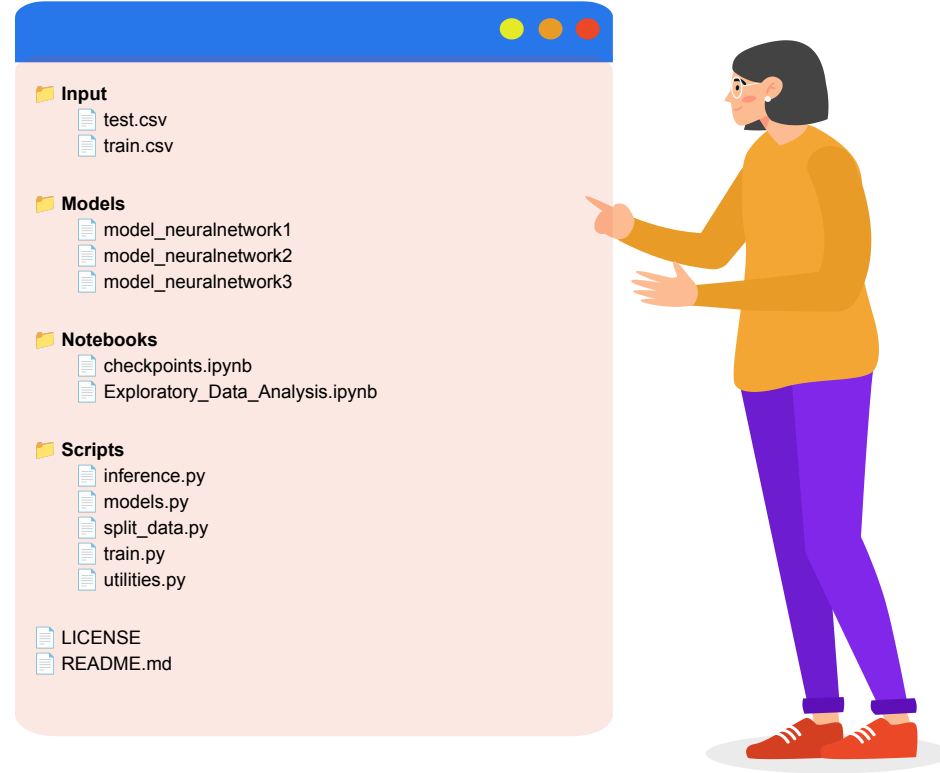 Input
test.csv
train.csv
Models
model_neuralnetwork1
model_neuralnetwork2
model_neuralnetwork3
Notebooks
checkpoints.ipynb
Exploratory_Data_Analysis.ipynb
Scripts
inference.py
models.py
split_data.py
train.py
utilities.py
LICENSE
README.md